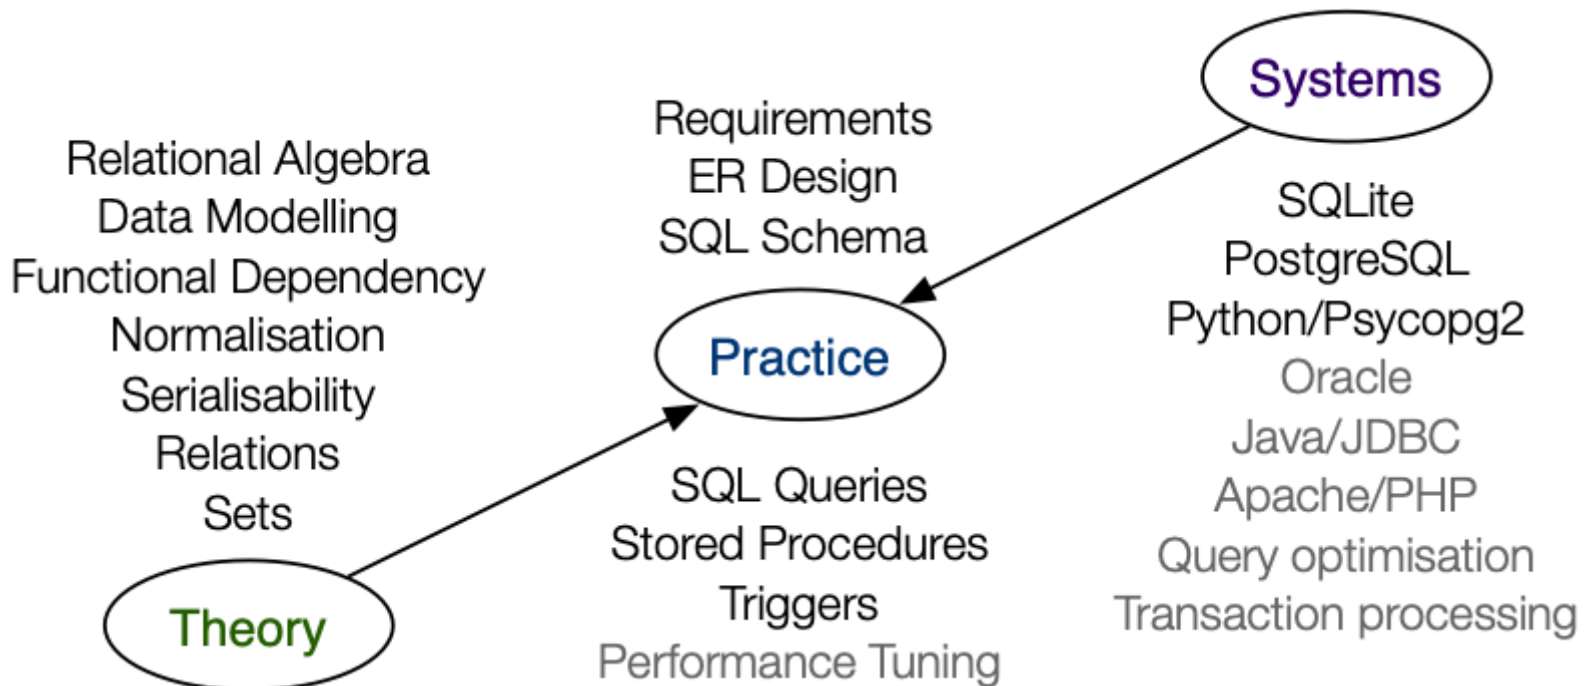 Relational Algebra
Data Modelling
Functional Dependency
Normalisation
Serialisability
Relations
Sets
Theory
Requirements
ER Design
SQL Schema
Practice
SQL Queries
Stored Procedures
Triggers
Performance Tuning
Systems
SQLite
PostgreSQL
Python/Psycopg2
Oracle
Java/JDBC
Apache/PHP
Query optimisation
Transaction processing